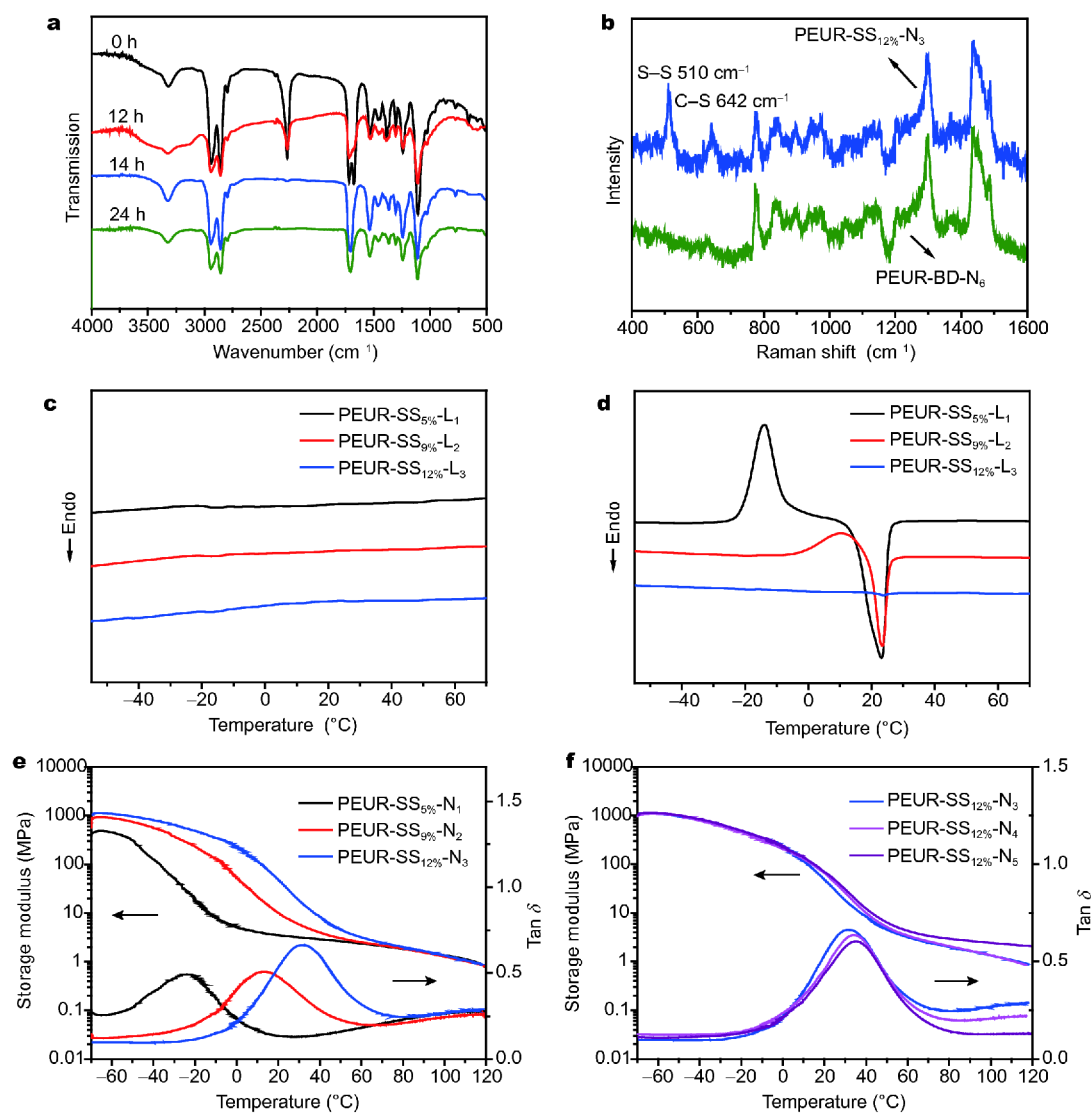 a
0 h
12 h
14 h
24 h
Transmission
4000 3500 3000 2500 2000 1500 1000 500
Wavenumber (cm⁻¹)
b
PEUR-SS₁₂%-N₃
S–S 510 cm⁻¹
C–S 642 cm⁻¹
PEUR-BD-N₆
Intensity
400 600 800 1000 1200 1400 1600
Raman shift (cm⁻¹)
c
PEUR-SS₅%-L₁
PEUR-SS₉%-L₂
PEUR-SS₁₂%-L₃
← Endo
−40 −20 0 20 40 60
Temperature (°C)
d
PEUR-SS₅%-L₁
PEUR-SS₉%-L₂
PEUR-SS₁₂%-L₃
← Endo
−40 −20 0 20 40 60
Temperature (°C)
e
10000
1000
100
10
1
0.1
0.01
Storage modulus (MPa)
PEUR-SS₅%-N₁
PEUR-SS₉%-N₂
PEUR-SS₁₂%-N₃
1.5
1.0
0.5
0.0
Tan δ
−60 −40 −20 0 20 40 60 80 100 120
Temperature (°C)
f
10000
1000
100
10
1
0.1
0.01
Storage modulus (MPa)
PEUR-SS₁₂%-N₃
PEUR-SS₁₂%-N₄
PEUR-SS₁₂%-N₅
1.5
1.0
0.5
0.0
Tan δ
−60 −40 −20 0 20 40 60 80 100 120
Temperature (°C)